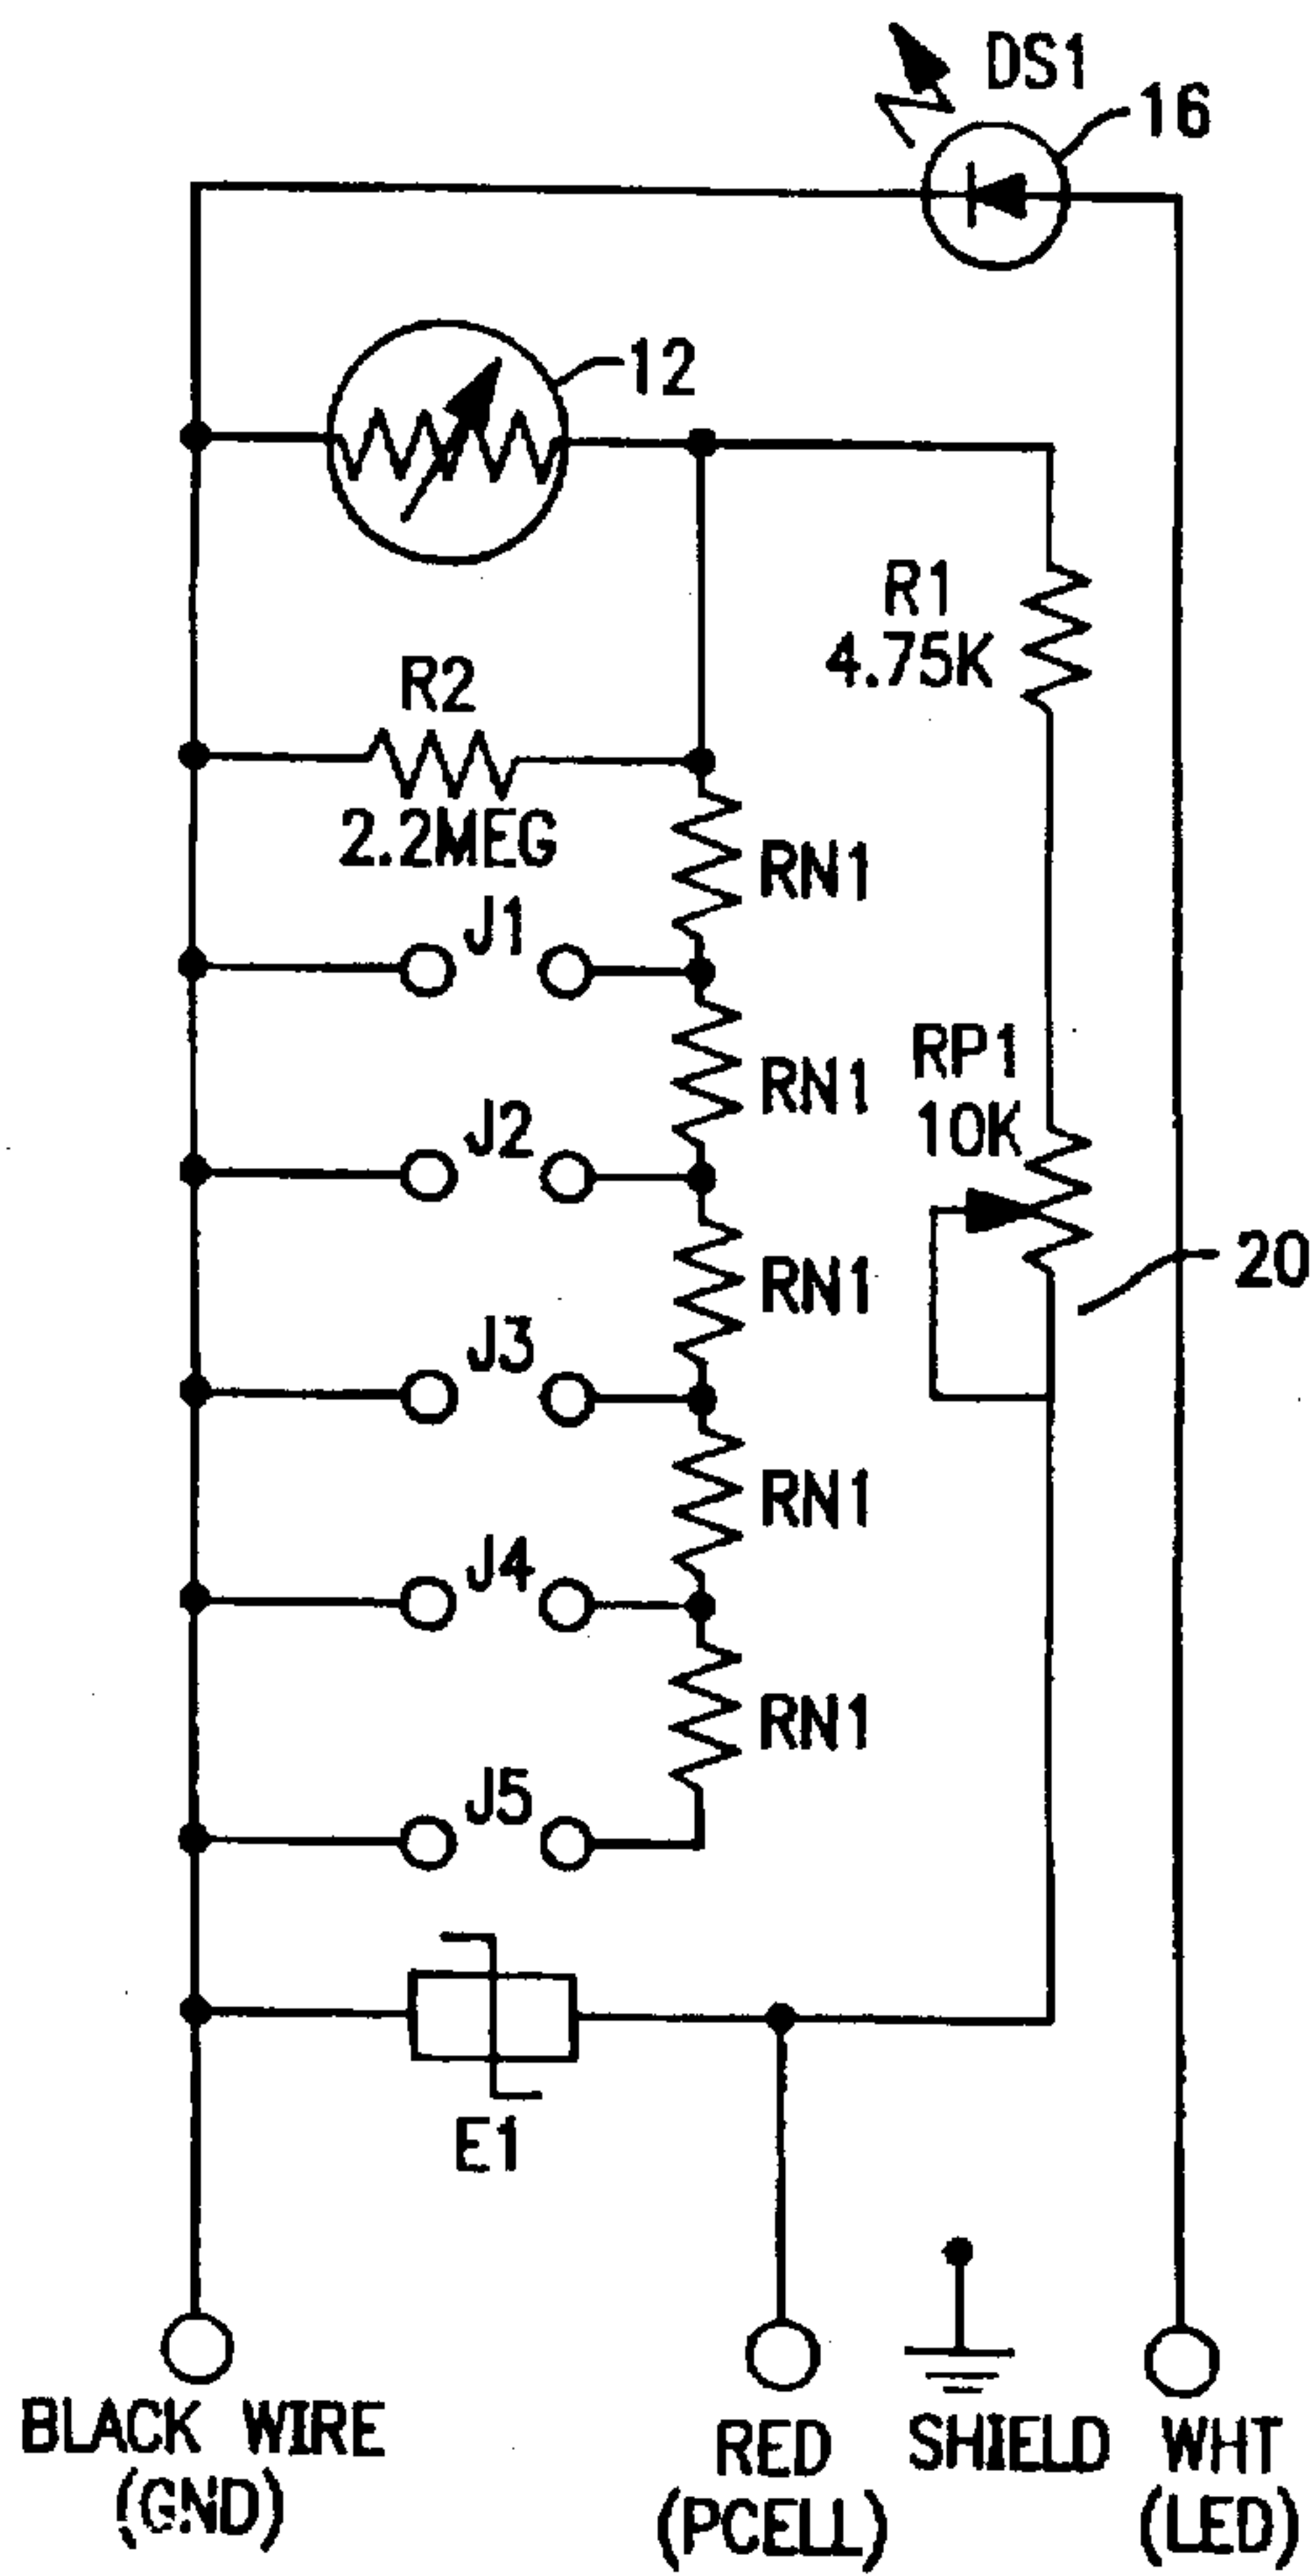 DS1
16
12
R1
4.75K
R2
2.2MEG
RN1
J1
RP1
10K
RN1
J2
20
RN1
J3
RN1
J4
RN1
J5
E1
BLACK WIRE
(GND)
RED
(PCELL)
SHIELD
WHT
(LED)